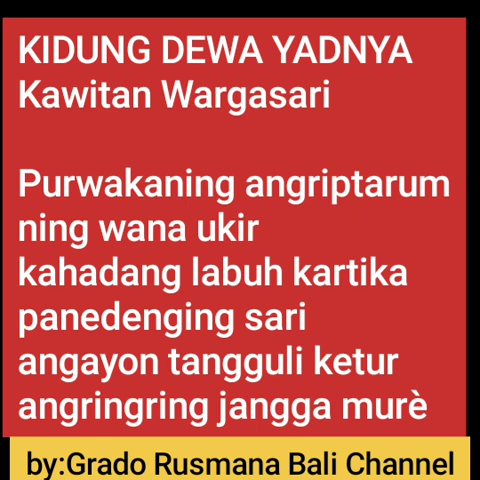 KIDUNG DEWA YADNYA
Kawitan Wargasari
Purwakaning angriptarum
ning wana ukir
kahadang labuh kartika
panedenging sari
angayon tangguli ketur
angringring jangga murè
by:Grado Rusmana Bali Channel